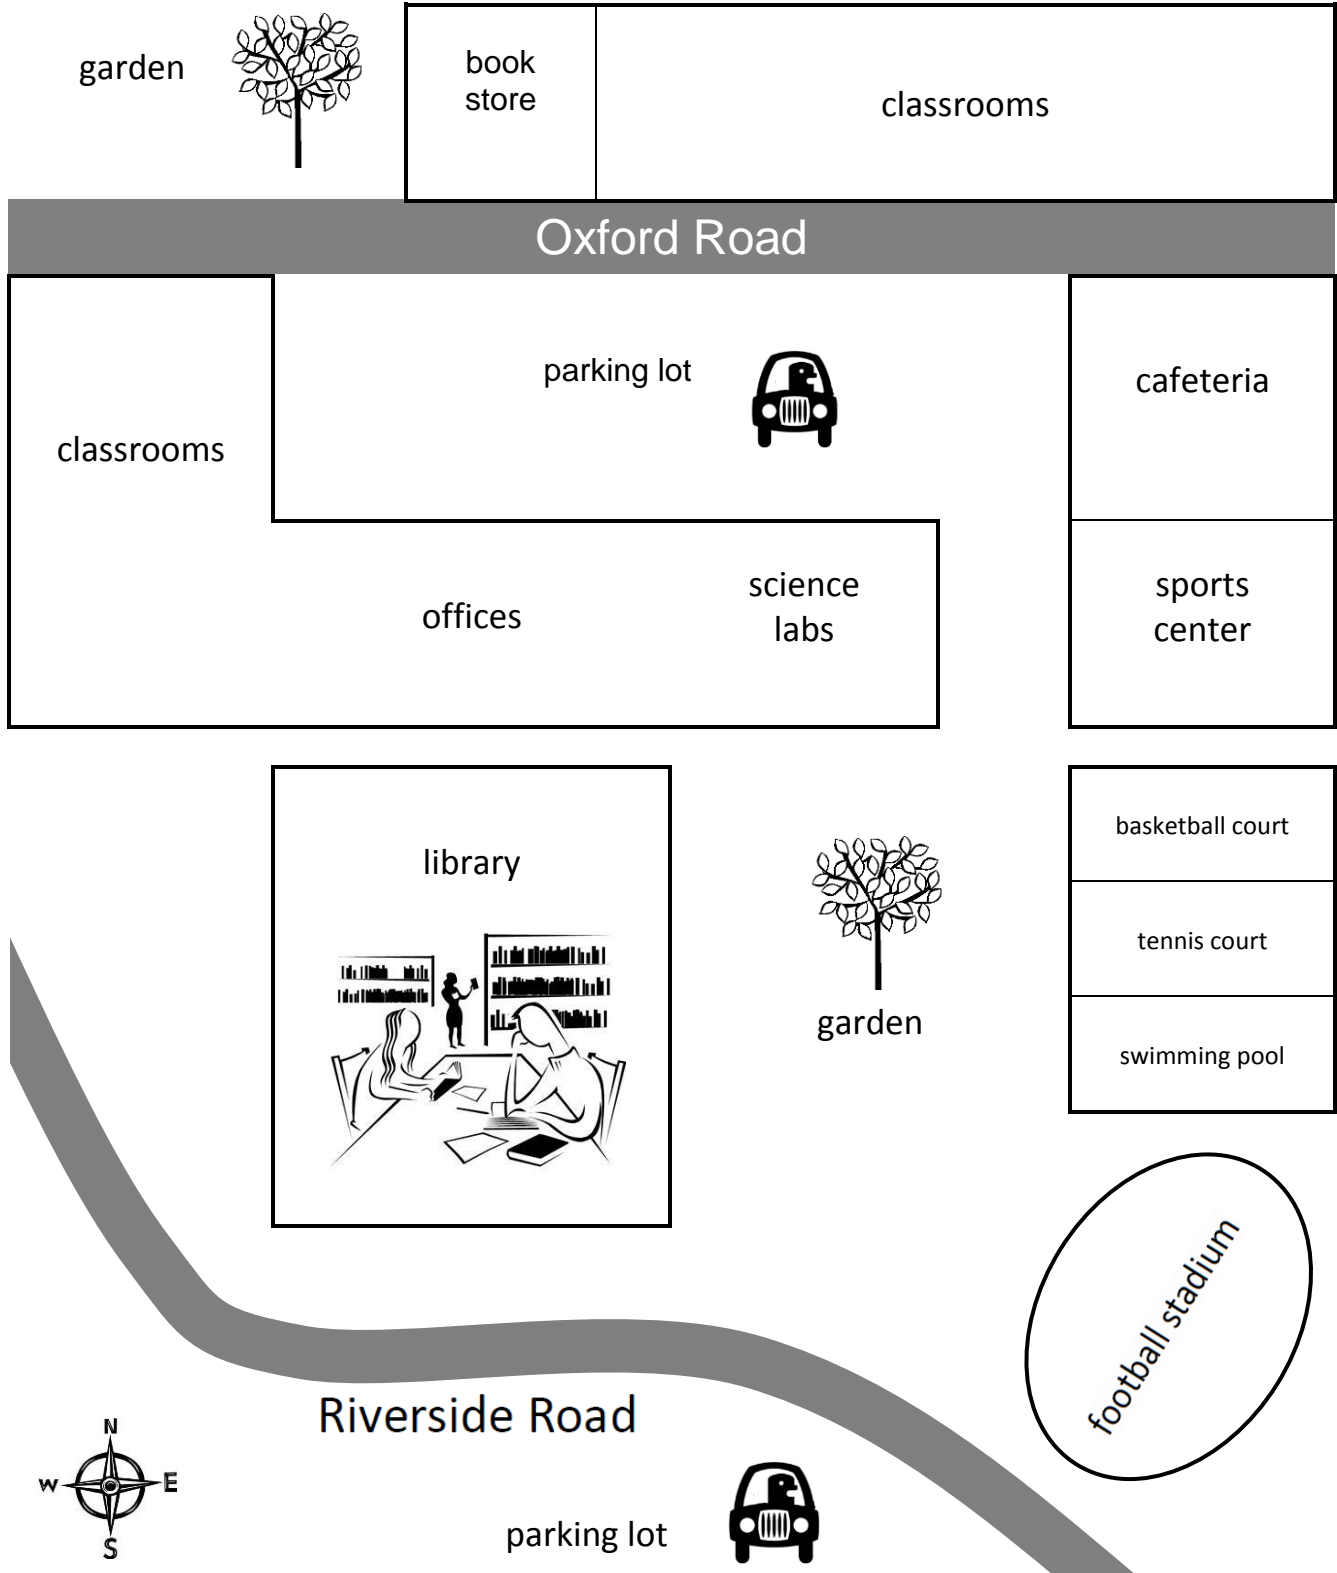 garden
book
store
classrooms
Oxford Road
parking lot
cafeteria
classrooms
offices
science
labs
sports
center
library
basketball court
tennis court
garden
swimming pool
football stadium
Riverside Road
N
W
E
S
parking lot